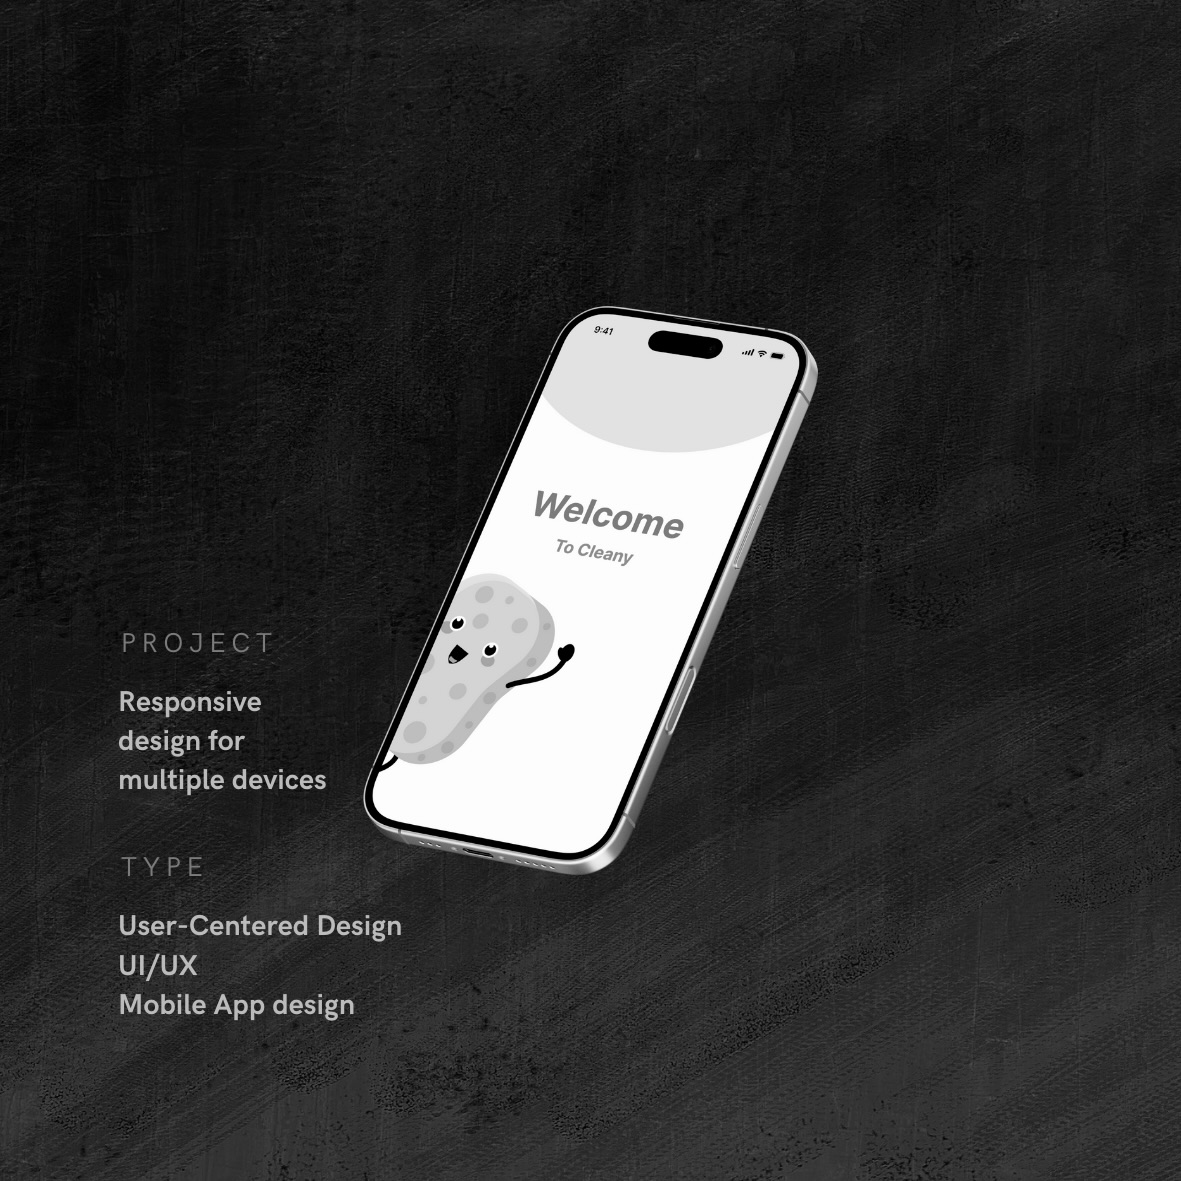 9:41
Welcome
To Cleany
PROJECT
Responsive
design for
multiple devices
TYPE
User-Centered Design
UI/UX
Mobile App design